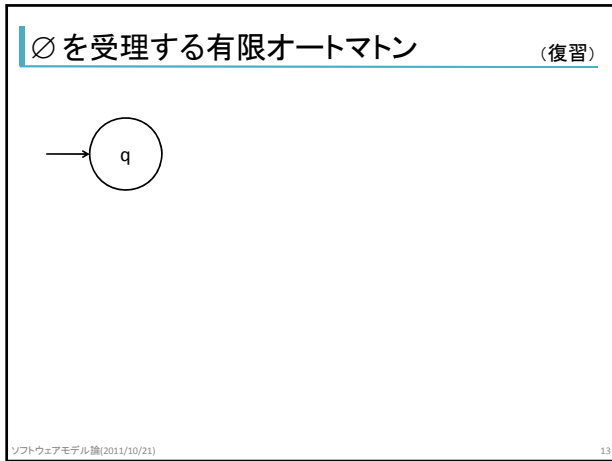 ∅ を受理する有限オートマトン (復習)
q
ソフトウェアモデル論(2011/10/21) 13